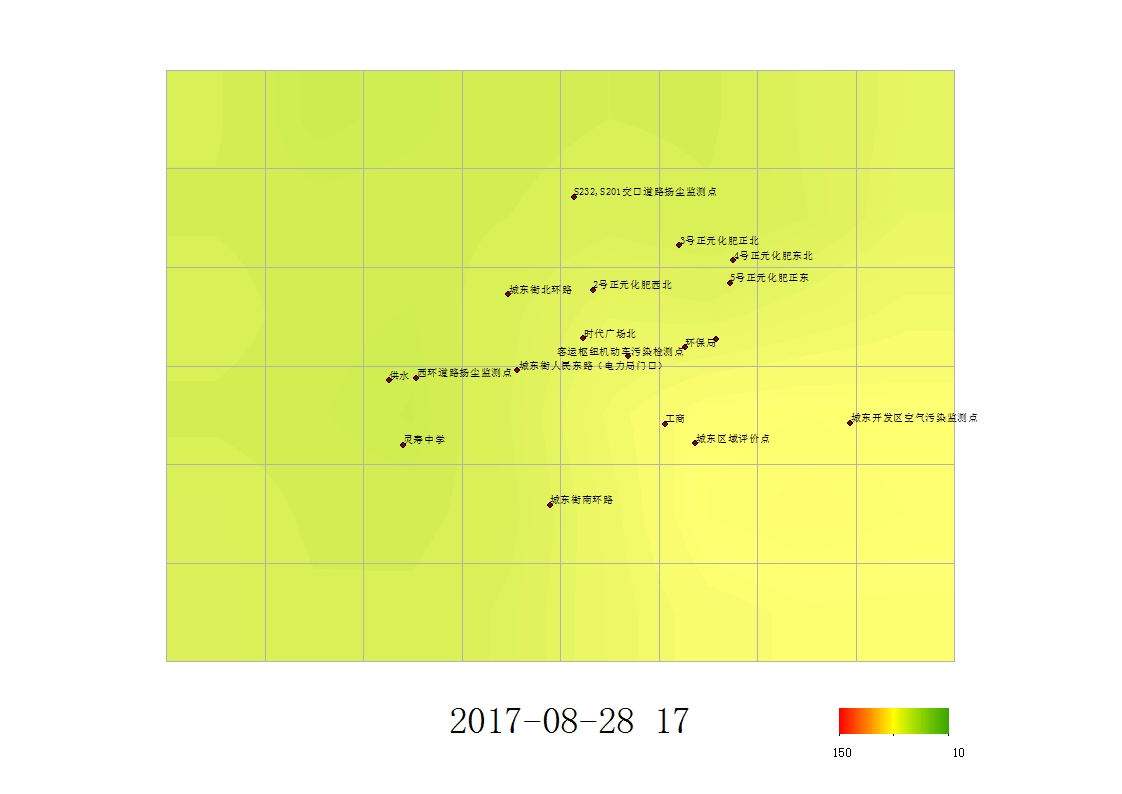 S232,S201交口道路扬尘监测点
3号正元化肥正北
4号正元化肥东北
5号正元化肥正东
2号正元化肥西北
城东街北环路
时代广场北
环保局
客运枢纽机动车污染检测点
城东街人民东路（电力局门口）
供水
西环道路扬尘监测点
工商
城东开发区空气污染监测点
城东区域评价点
灵寿中学
城东街南环路
2017-08-28 17
150
10